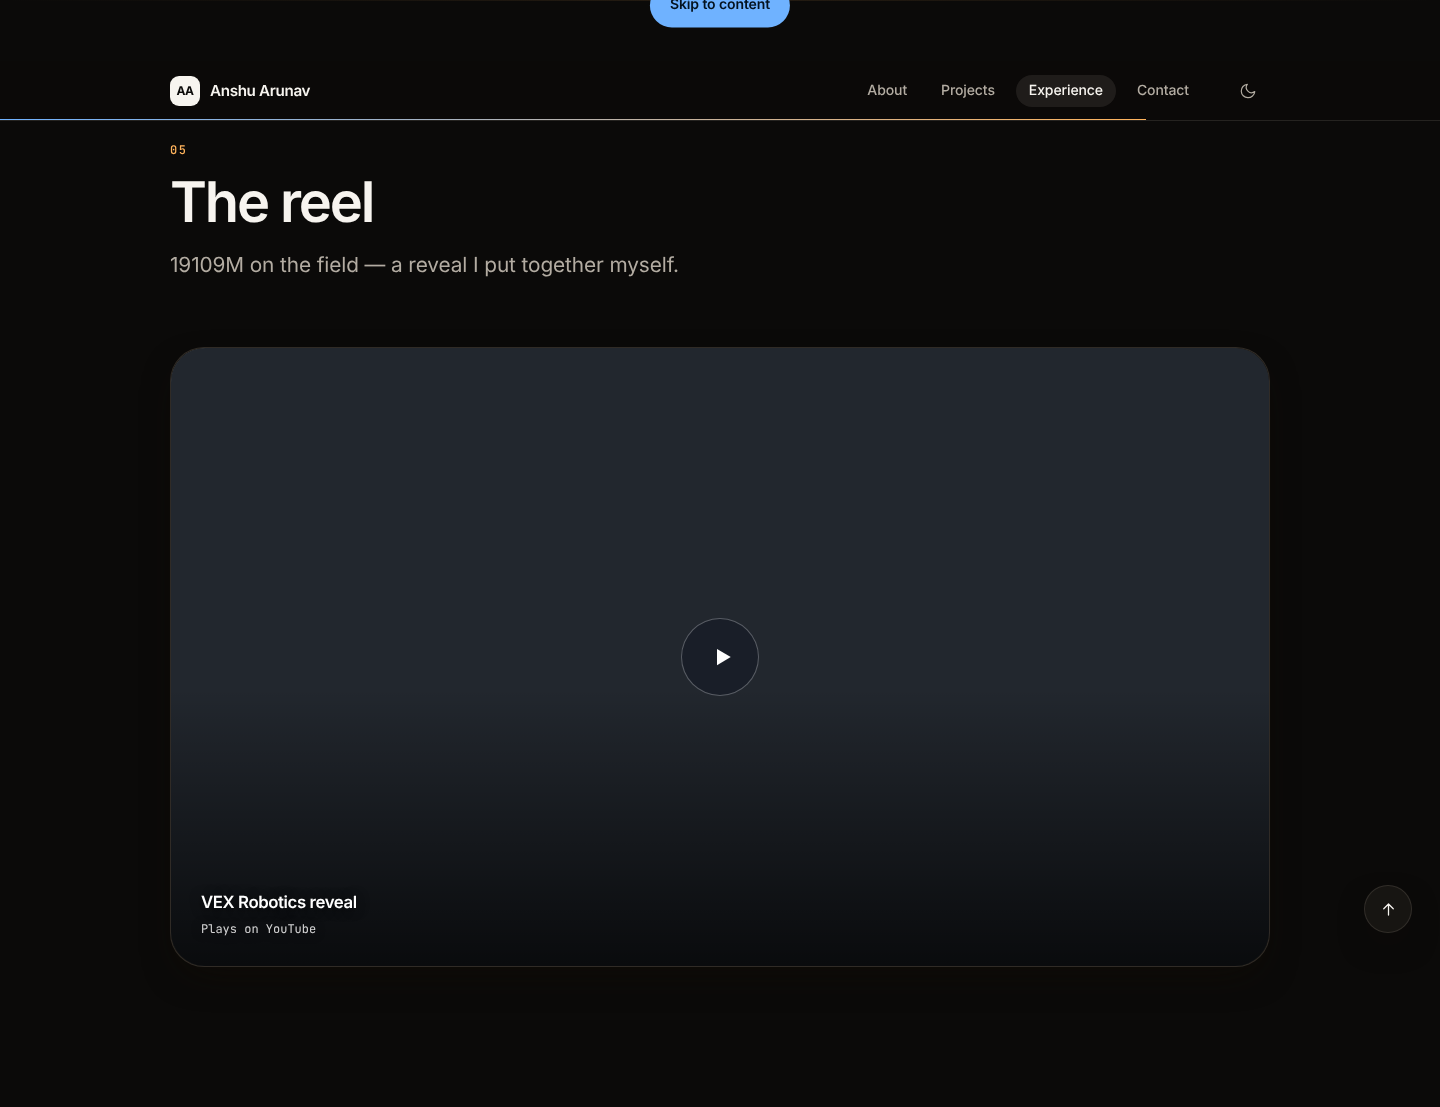 Skip to content
AA
Anshu Arunav
About
Projects
Experience
Contact
05
The reel
19109M on the field — a reveal I put together myself.
VEX Robotics reveal
Plays on YouTube